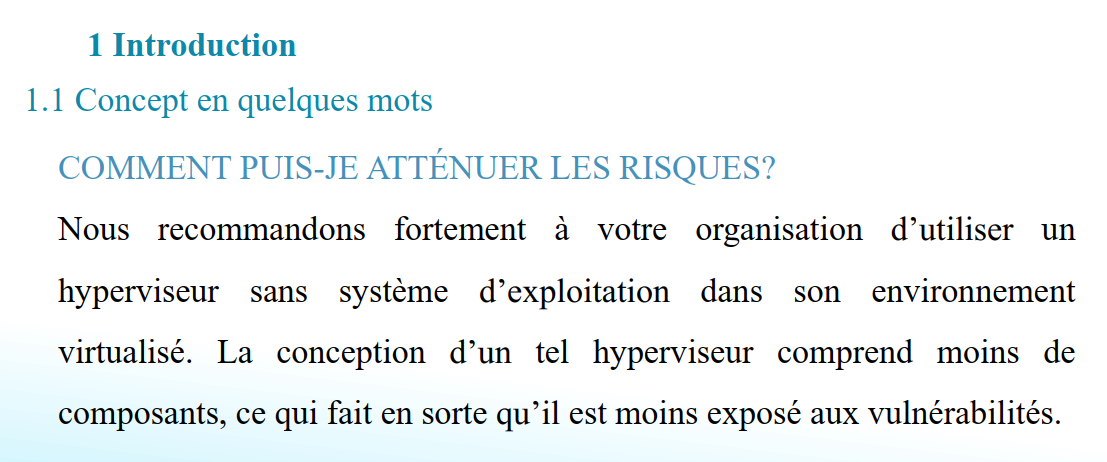 1 Introduction
1.1 Concept en quelques mots
COMMENT PUIS-JE ATTÉNUER LES RISQUES?
Nous recommandons fortement à votre organisation d’utiliser un
hyperviseur sans système d’exploitation dans son environnement
virtualisé. La conception d’un tel hyperviseur comprend moins de
composants, ce qui fait en sorte qu’il est moins exposé aux vulnérabilités.